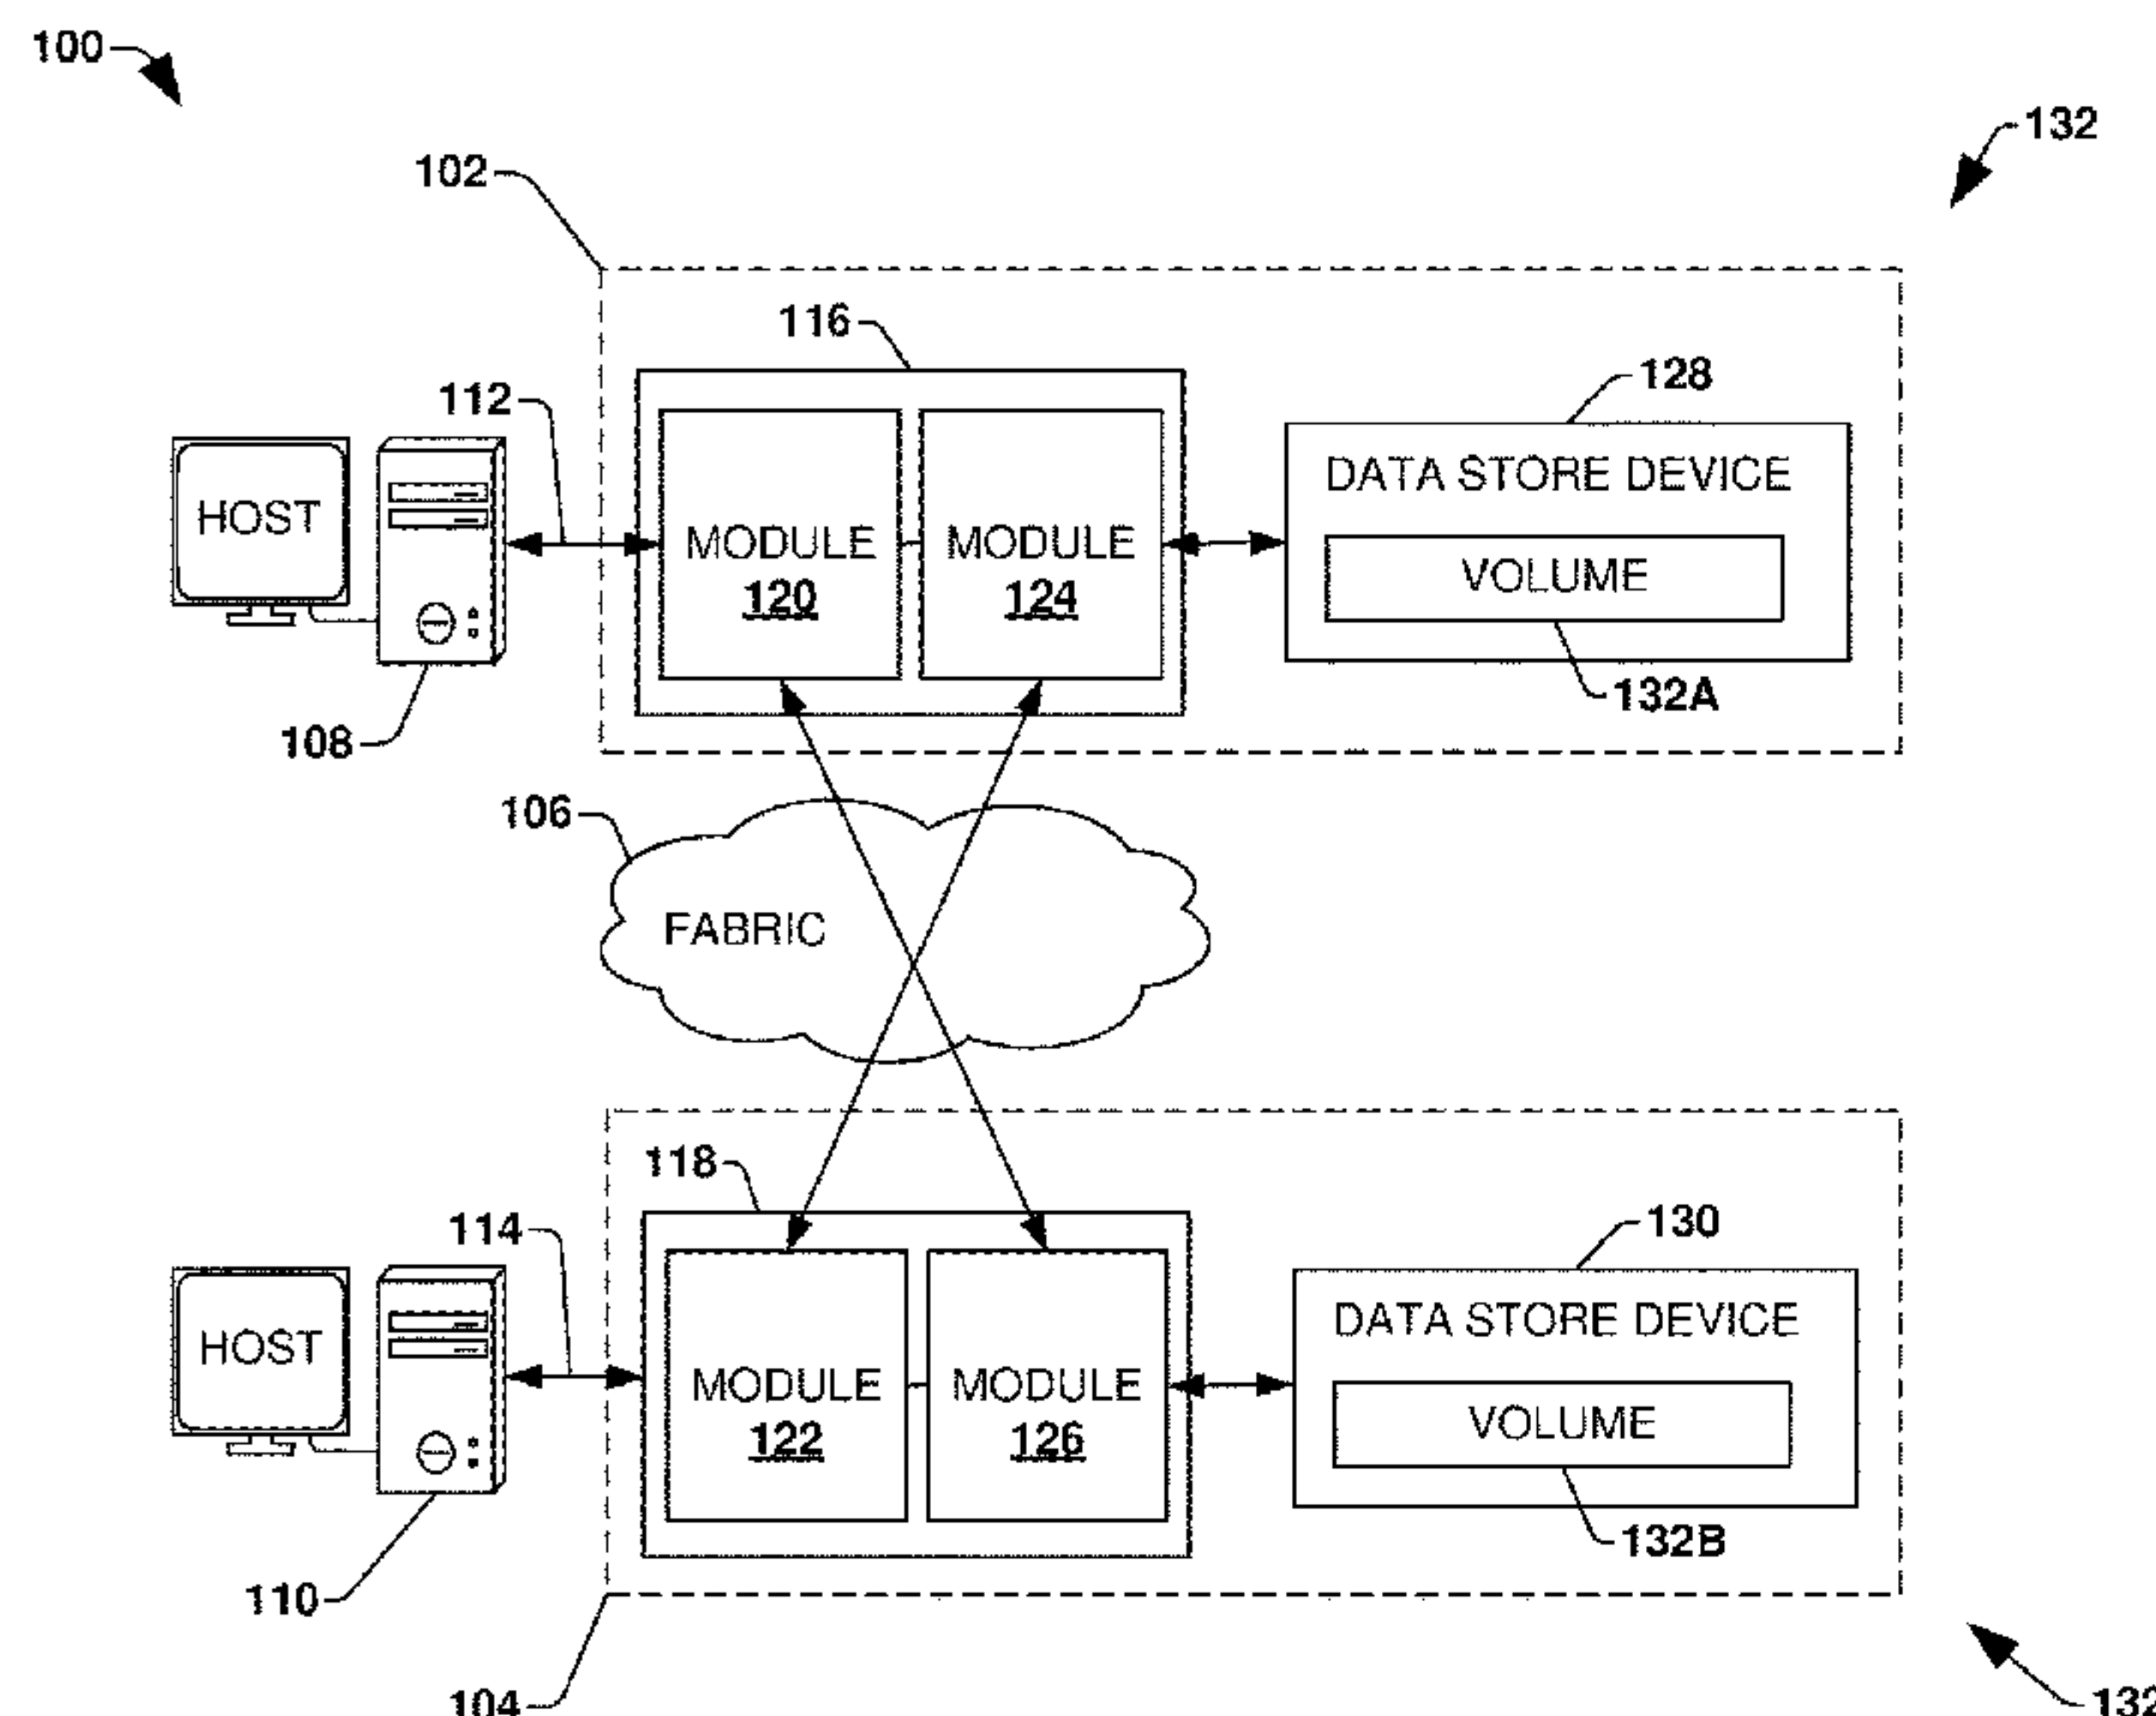 100
132
102
116
128
112
HOST
DATA STORE DEVICE
MODULE
120
MODULE
124
VOLUME
132A
108
106
FABRIC
118
114
130
HOST
DATA STORE DEVICE
MODULE
122
MODULE
126
VOLUME
132B
110
104
132